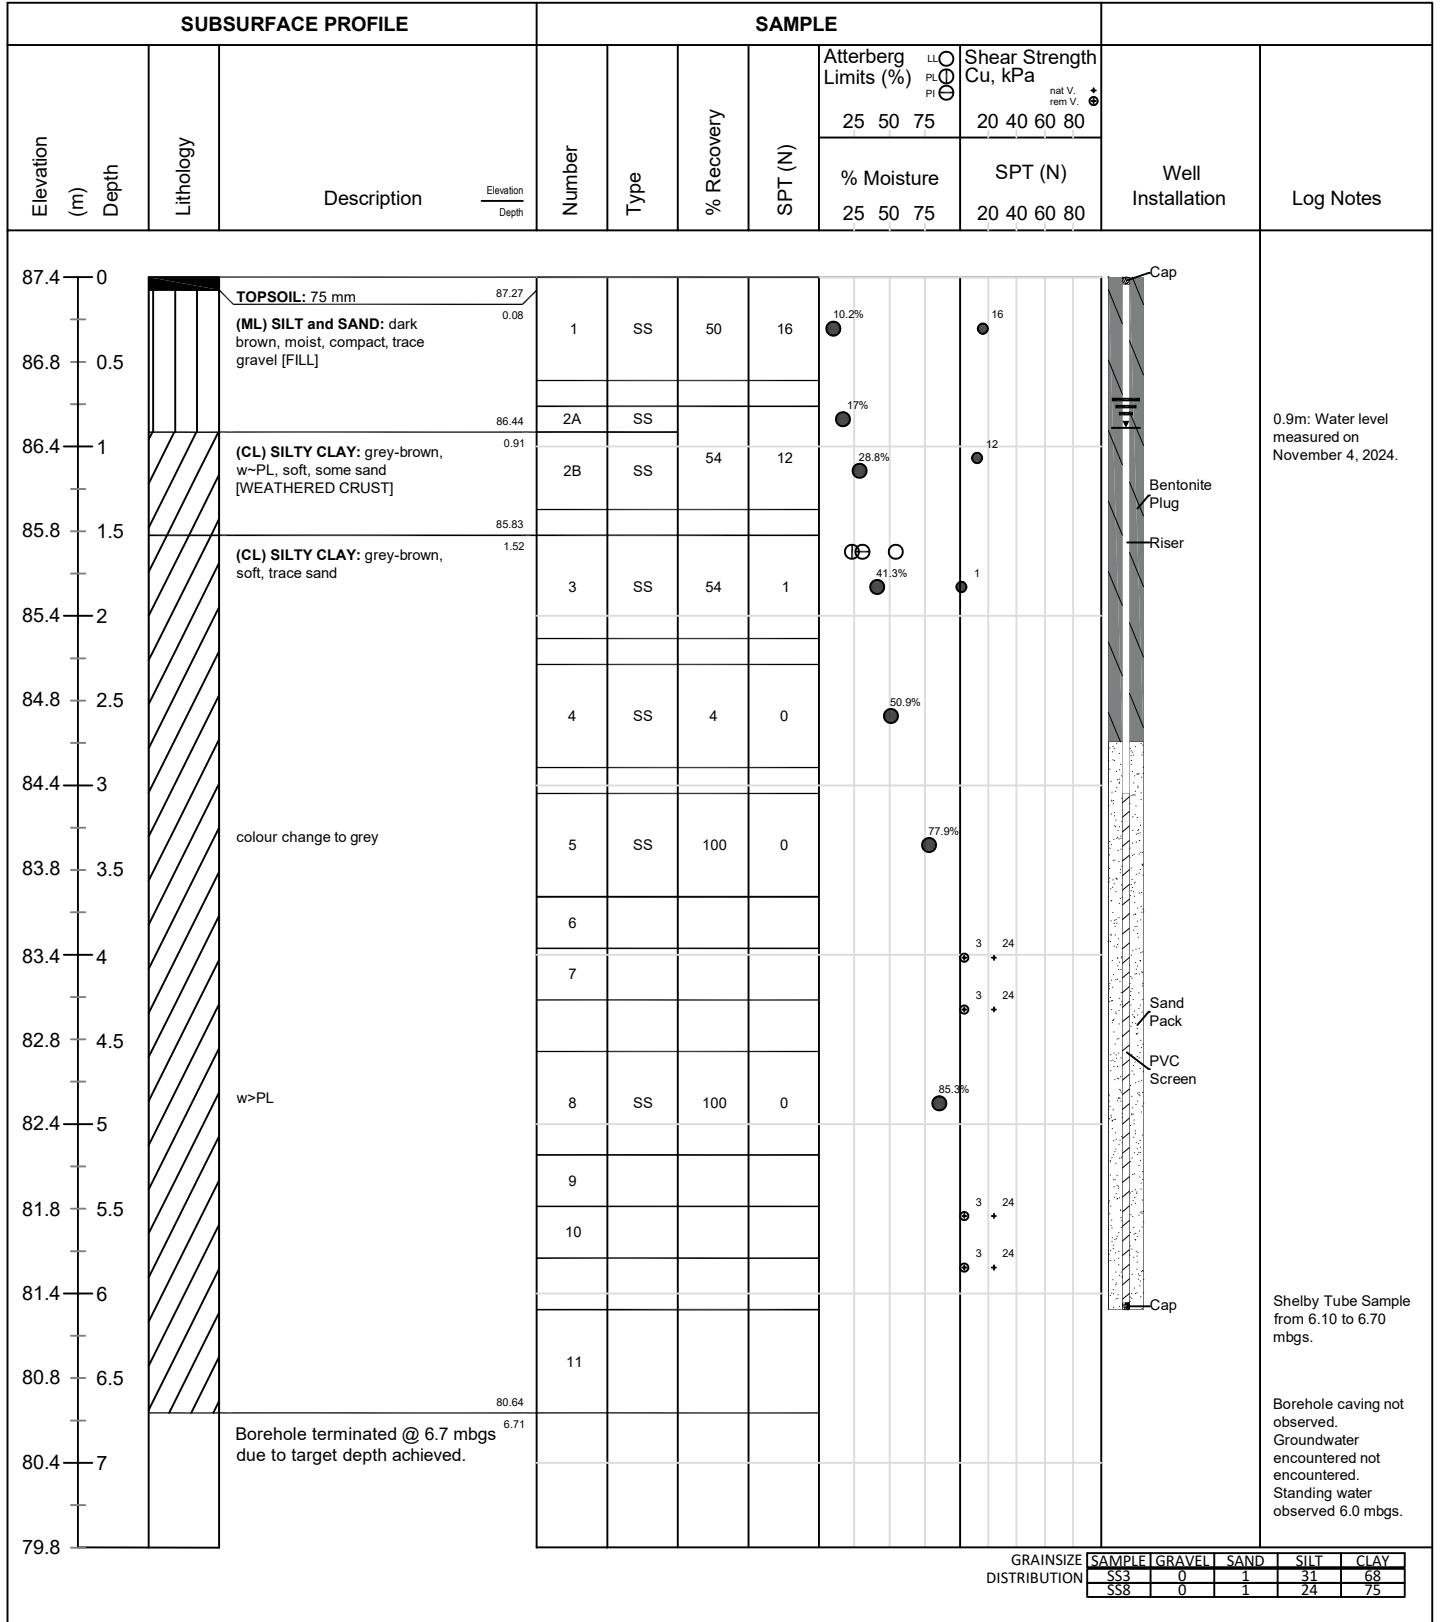 SUBSURFACE PROFILE
SAMPLE
Elevation
(m)
Depth
Lithology
Description
Elevation
Depth
Number
Type
% Recovery
SPT (N)
Atterberg
Limits (%)
LL
PL
PI
25 50 75
% Moisture
25 50 75
Shear Strength
Cu, kPa
nat V.
rem V.
20 40 60 80
SPT (N)
20 40 60 80
Well
Installation
Log Notes
87.4 0
86.8 0.5
86.4 1
85.8 1.5
85.4 2
84.8 2.5
84.4 3
83.8 3.5
83.4 4
82.8 4.5
82.4 5
81.8 5.5
81.4 6
80.8 6.5
80.4 7
79.8
TOPSOIL: 75 mm
87.27
0.08
(ML) SILT and SAND: dark
brown, moist, compact, trace
gravel [FILL]
86.44
0.91
(CL) SILTY CLAY: grey-brown,
w~PL, soft, some sand
[WEATHERED CRUST]
85.83
1.52
(CL) SILTY CLAY: grey-brown,
soft, trace sand
colour change to grey
w>PL
80.64
6.71
Borehole terminated @ 6.7 mbgs
due to target depth achieved.
1 SS 50 16
10.2%
16
2A SS
17%
54 12
12
2B SS
28.8%
3 SS 54 1
41.3%
1
4 SS 4 0
50.9%
5 SS 100 0
77.9%
6
3 24
7
3 24
8 SS 100 0
85.3%
9
3 24
10
3 24
11
Cap
Bentonite
Plug
Riser
Sand
Pack
PVC
Screen
Cap
0.9m: Water level
measured on
November 4, 2024.
Shelby Tube Sample
from 6.10 to 6.70
mbgs.
Borehole caving not
observed.
Groundwater
encountered not
encountered.
Standing water
observed 6.0 mbgs.
GRAINSIZE
DISTRIBUTION
SAMPLE GRAVEL SAND SILT CLAY
SS3 0 1 31 68
SS8 0 1 24 75